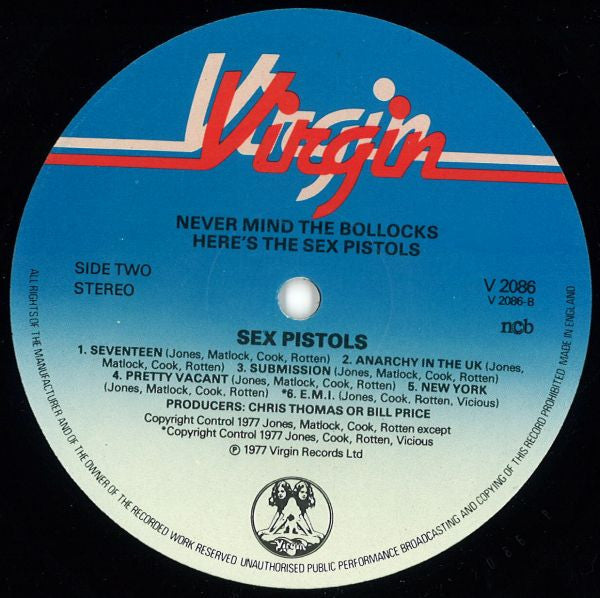 Virgin
NEVER MIND THE BOLLOCKS
HERE'S THE SEX PISTOLS
SIDE TWO
STEREO
V 2086
V 2086-B
ncb
SEX PISTOLS
1. SEVENTEEN (Jones, Matlock, Cook, Rotten) 2. ANARCHY IN THE UK (Jones,
Matlock, Cook, Rotten) 3. SUBMISSION (Jones, Matlock, Cook, Rotten)
4. PRETTY VACANT (Jones, Matlock, Cook, Rotten) 5. NEW YORK
(Jones, Matlock, Cook, Rotten) *6. E.M.I. (Jones, Cook, Rotten, Vicious)
PRODUCERS: CHRIS THOMAS OR BILL PRICE
Copyright Control 1977 Jones, Matlock, Cook, Rotten except
*Copyright Control 1977 Jones, Cook, Rotten, Vicious
℗ 1977 Virgin Records Ltd
Virgin
ALL RIGHTS OF THE MANUFACTURER AND OF THE OWNER OF THE RECORDED WORK RESERVED UNAUTHORISED PUBLIC PERFORMANCE BROADCASTING AND COPYING OF THIS RECORD PROHIBITED MADE IN ENGLAND